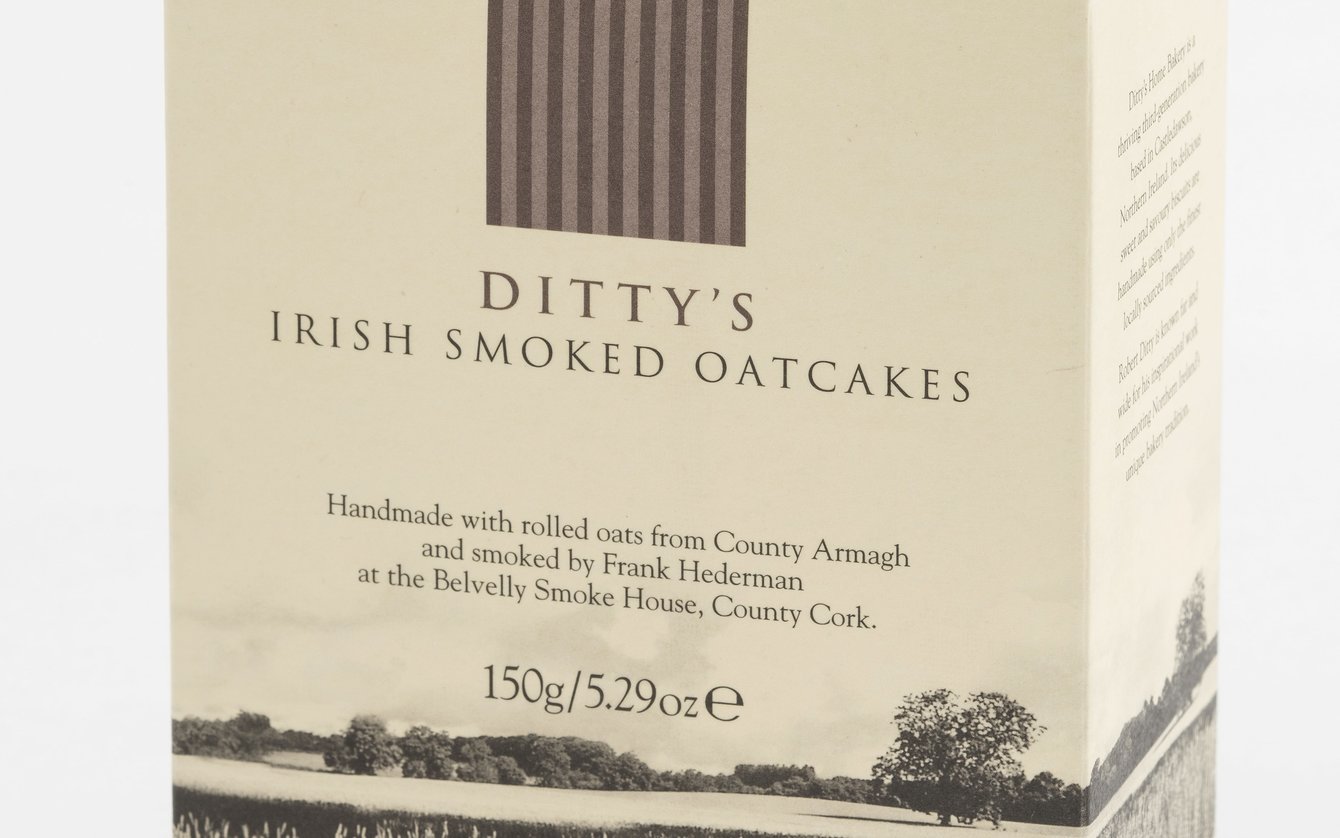 DITTY'S
IRISH SMOKED OATCAKES
Handmade with rolled oats from County Armagh
and smoked by Frank Hederman
at the Belvelly Smoke House, County Cork.
150g/5.29oz℮
Ditty's Home Bakery is a
thriving third-generation bakery
based in Castledawson,
Northern Ireland. Its delicious
sweet and savoury biscuits are
handmade using only the finest
locally sourced ingredients.
Robert Ditty is known far and
wide for his inspirational work
in promoting Northern Ireland's
unique bakery tradition.